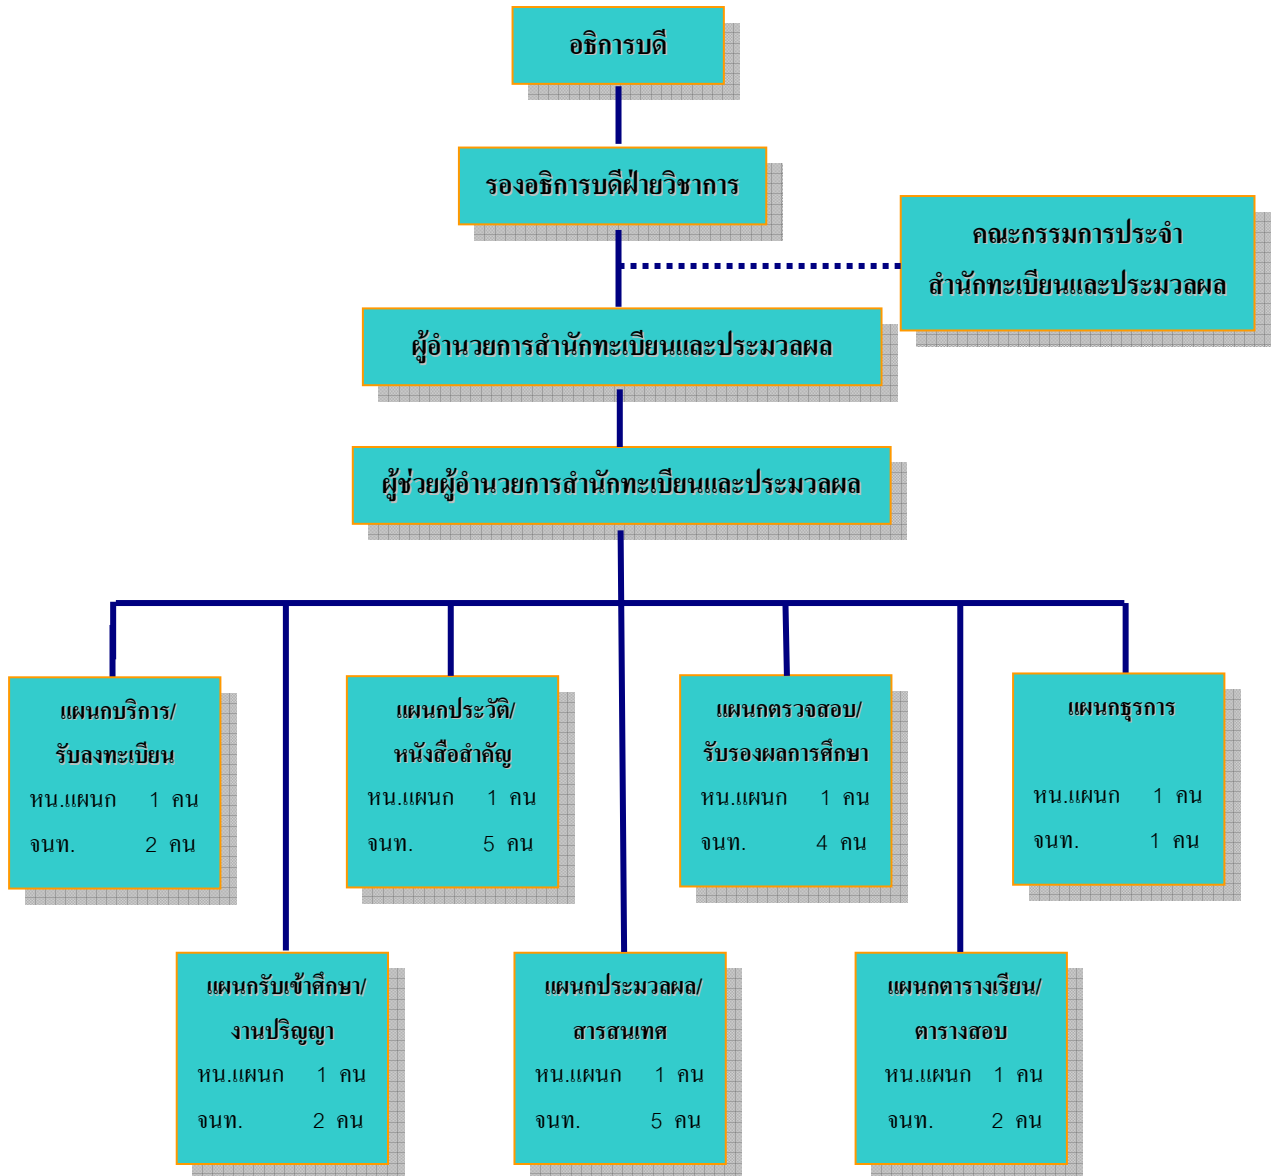 อธิการบดี
รองอธิการบดีฝ่ายวิชาการ
คณะกรรมการประจำ
สำนักทะเบียนและประมวลผล
ผู้อำนวยการสำนักทะเบียนและประมวลผล
ผู้ช่วยผู้อำนวยการสำนักทะเบียนและประมวลผล
แผนกบริการ/
รับลงทะเบียน
หน.แผนก 1 คน
จนท. 2 คน
แผนกประวัติ/
หนังสือสำคัญ
หน.แผนก 1 คน
จนท. 5 คน
แผนกตรวจสอบ/
รับรองผลการศึกษา
หน.แผนก 1 คน
จนท. 4 คน
แผนกธุรการ
หน.แผนก 1 คน
จนท. 1 คน
แผนกรับเข้าศึกษา/
งานปริญญา
หน.แผนก 1 คน
จนท. 2 คน
แผนกประมวลผล/
สารสนเทศ
หน.แผนก 1 คน
จนท. 5 คน
แผนกตารางเรียน/
ตารางสอบ
หน.แผนก 1 คน
จนท. 2 คน